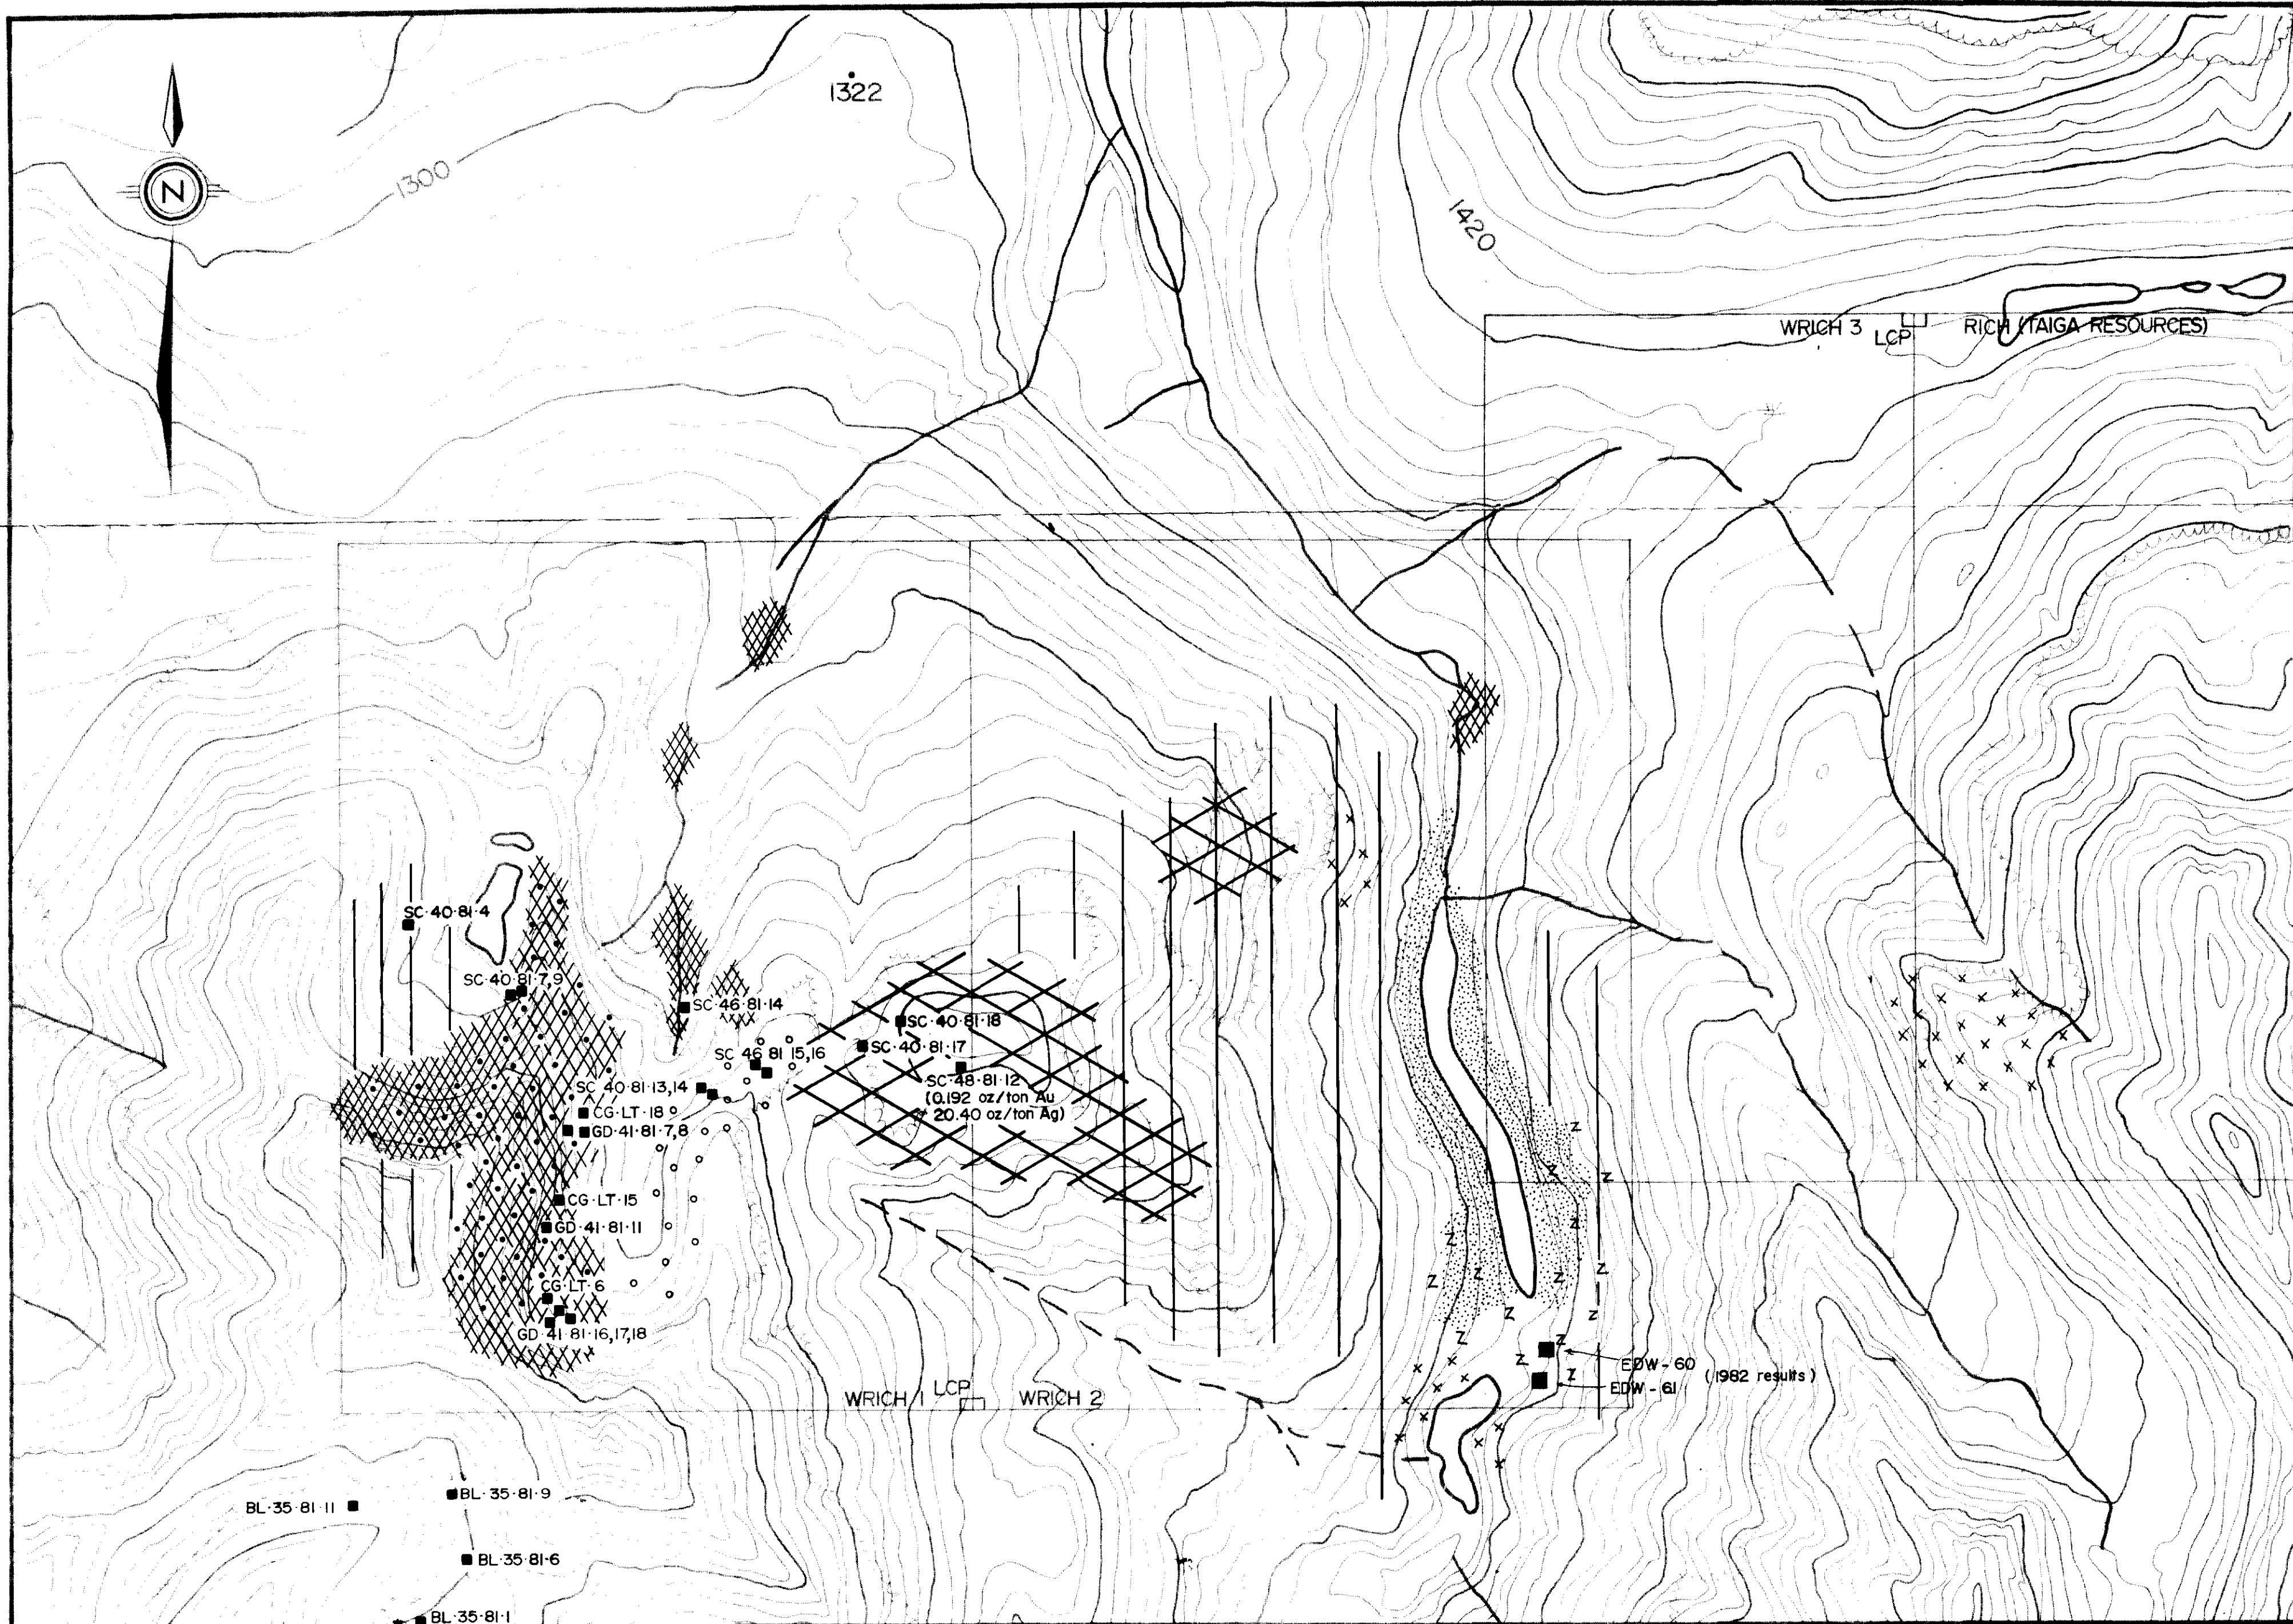 1322
1300
N
1420
WRICH 3
LCP
RICH (TAIGA RESOURCES)
SC·40·81·4
SC·40·81·7,9
SC·46·81·14
SC·40·81·18
SC·40·81·17
SC 46 81 15,16
SC·48·81·12
(0.192 oz/ton Au
20.40 oz/ton Ag)
SC 40·81·13,14
CG·LT·18
GD·41·81·7,8
CG·LT·15
GD·41·81·11
CG·LT·6
GD·41·81·16,17,18
EDW-60
(1982 results)
EDW-61
WRICH 1
LCP
WRICH 2
BL·35·81·11
BL·35·81·9
BL·35·81·6
BL·35·81·1